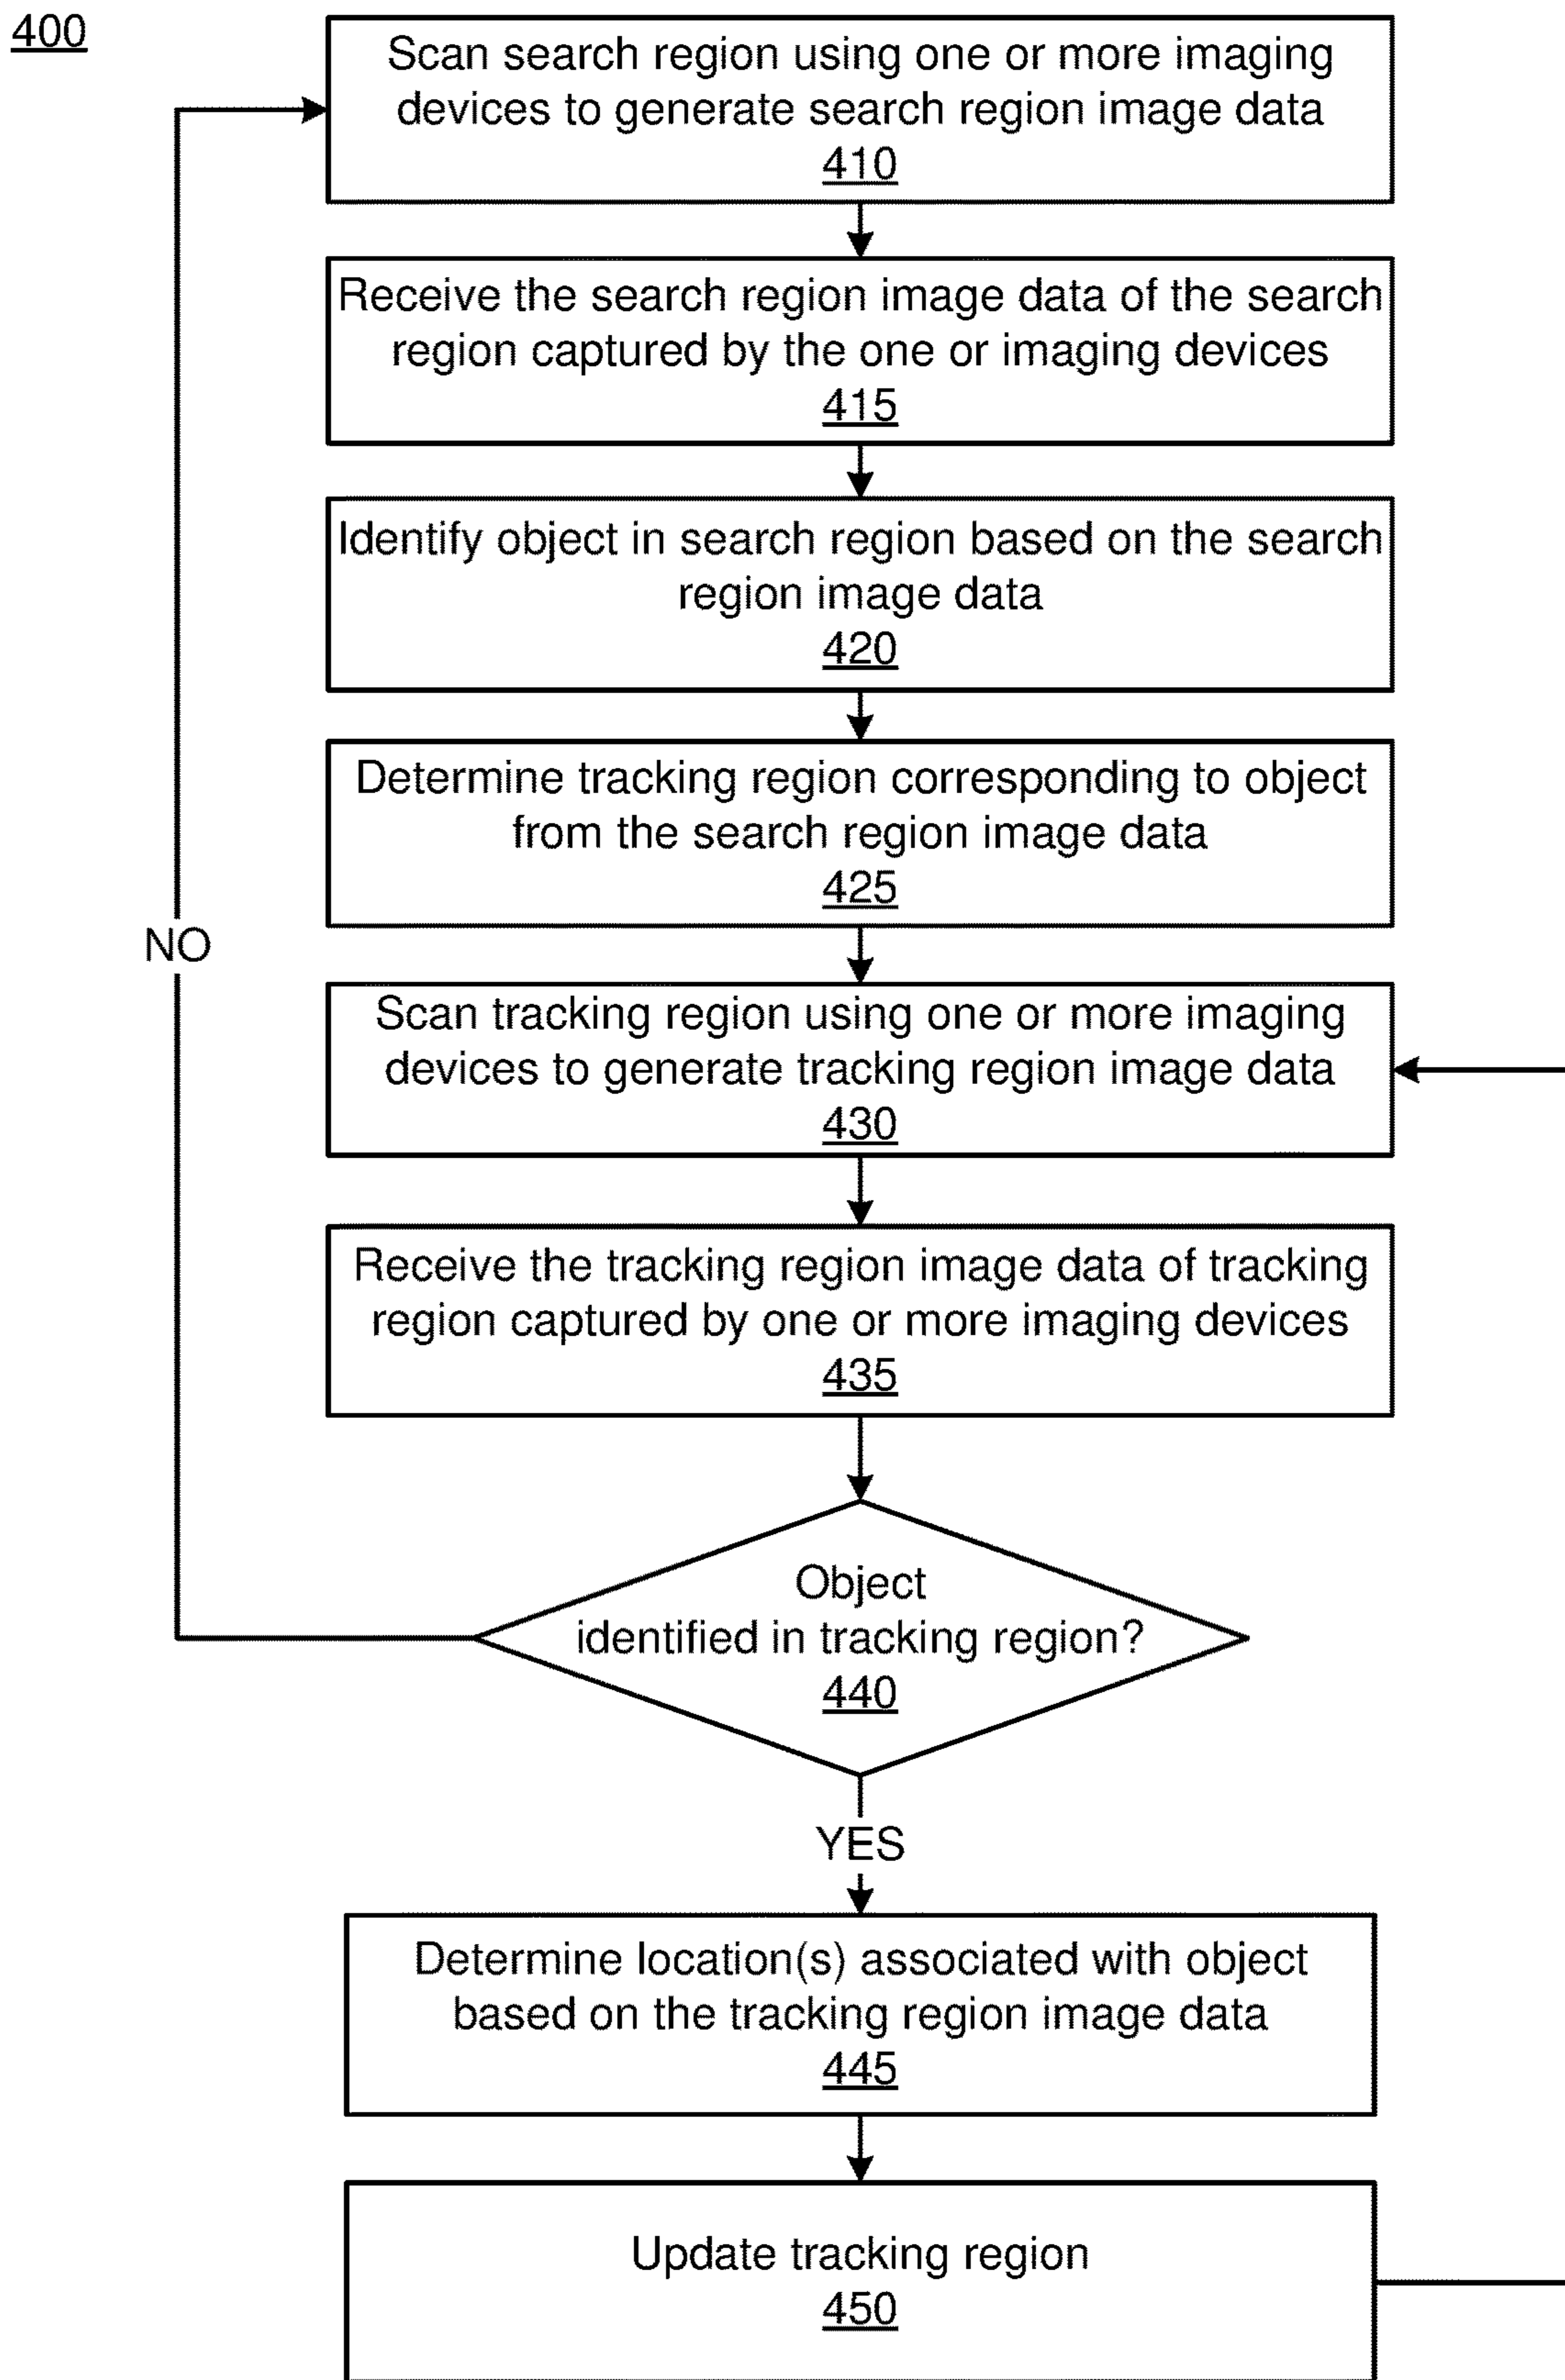 400
Scan search region using one or more imaging
devices to generate search region image data
410
Receive the search region image data of the search
region captured by the one or imaging devices
415
Identify object in search region based on the search
region image data
420
Determine tracking region corresponding to object
from the search region image data
425
NO
Scan tracking region using one or more imaging
devices to generate tracking region image data
430
Receive the tracking region image data of tracking
region captured by one or more imaging devices
435
Object
identified in tracking region?
440
YES
Determine location(s) associated with object
based on the tracking region image data
445
Update tracking region
450